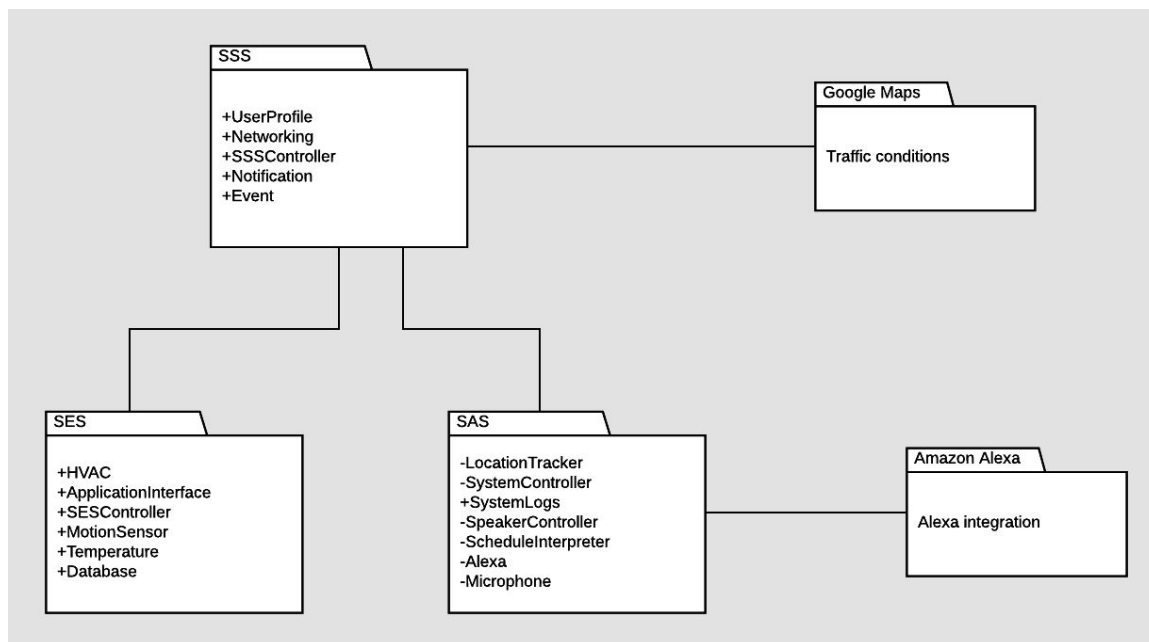 SSS
+UserProfile
+Networking
+SSSController
+Notification
+Event
Google Maps
Traffic conditions
SES
+HVAC
+ApplicationInterface
+SESController
+MotionSensor
+Temperature
+Database
SAS
-LocationTracker
-SystemController
+SystemLogs
-SpeakerController
-ScheduleInterpreter
-Alexa
-Microphone
Amazon Alexa
Alexa integration